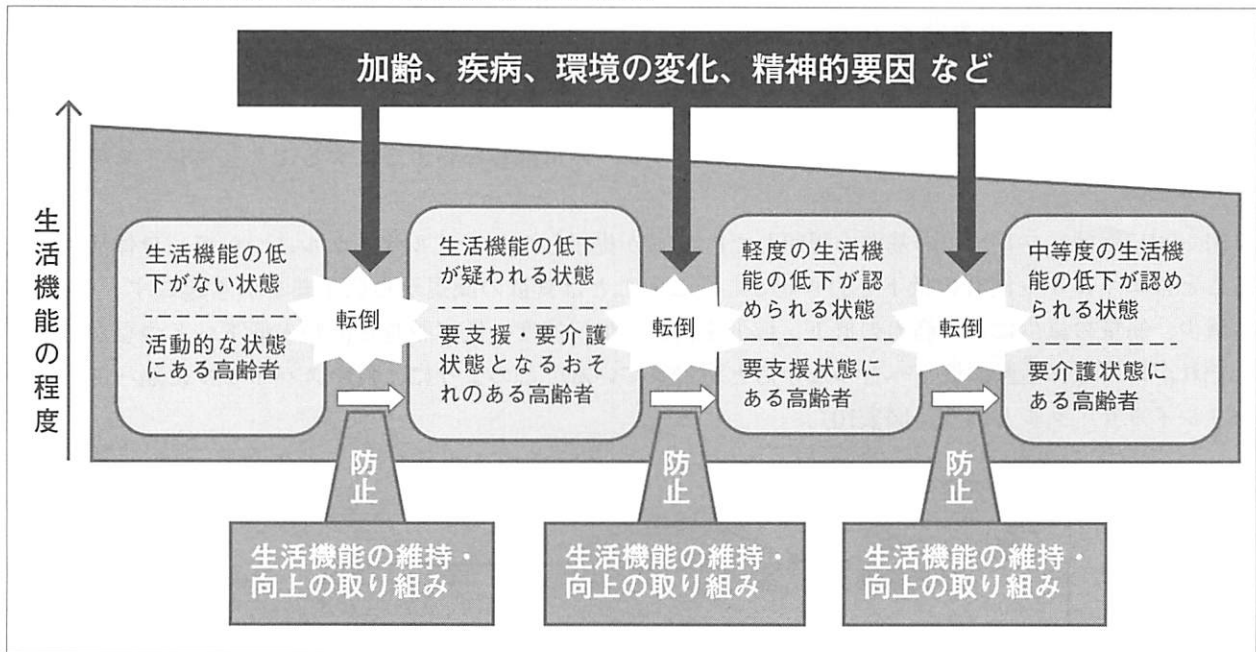 加齢、疾病、環境の変化、精神的要因 など
生活機能の程度
生活機能の低
下がない状態
活動的な状態
にある高齢者
転倒
生活機能の低下
が疑われる状態
要支援・要介護
状態となるおそ
れのある高齢者
転倒
軽度の生活機
能の低下が認
められる状態
要支援状態に
ある高齢者
転倒
中等度の生活機
能の低下が認め
られる状態
要介護状態に
ある高齢者
防止
防止
防止
生活機能の維持・
向上の取り組み
生活機能の維持・
向上の取り組み
生活機能の維持・
向上の取り組み